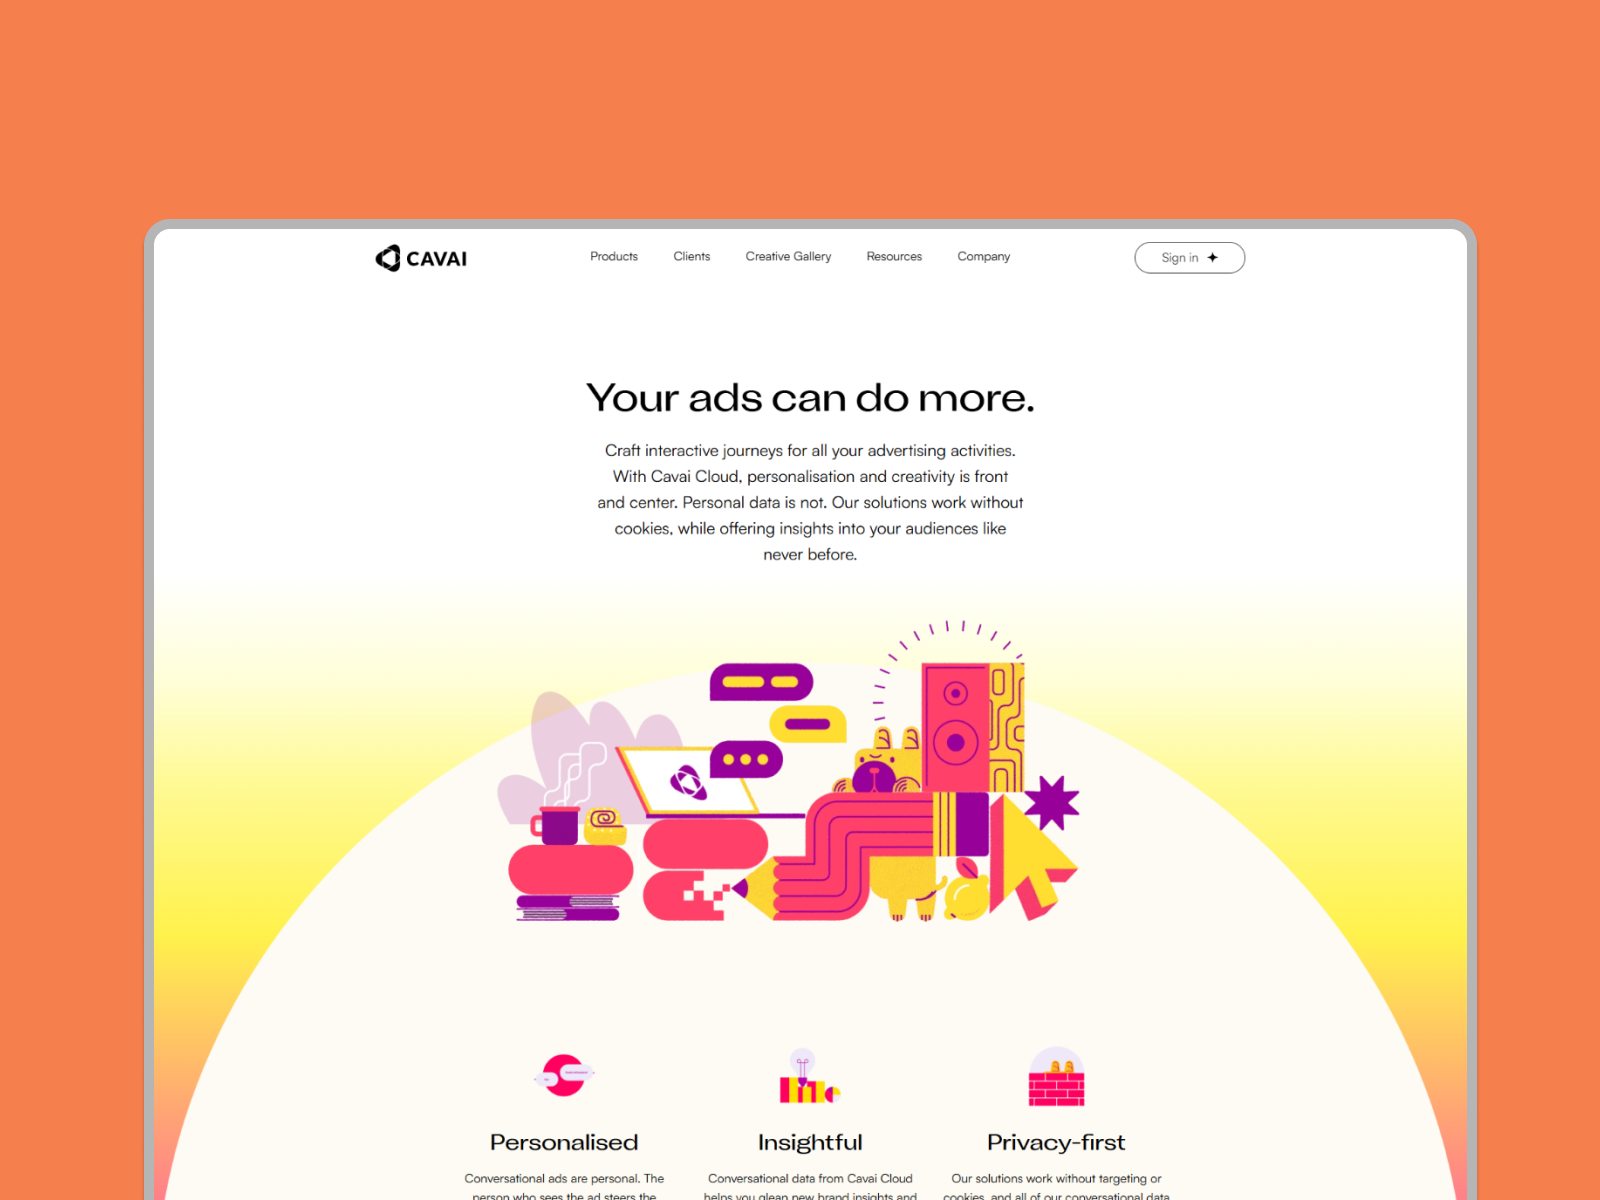 CAVAI
Products
Clients
Creative Gallery
Resources
Company
Sign in
Your ads can do more.
Craft interactive journeys for all your advertising activities.
With Cavai Cloud, personalisation and creativity is front
and center. Personal data is not. Our solutions work without
cookies, while offering insights into your audiences like
never before.
Personalised
Insightful
Privacy-first
Conversational ads are personal. The
person who sees the ad steers the
Conversational data from Cavai Cloud
helps you glean new brand insights and
Our solutions work without targeting or
cookies, and all of our conversational data